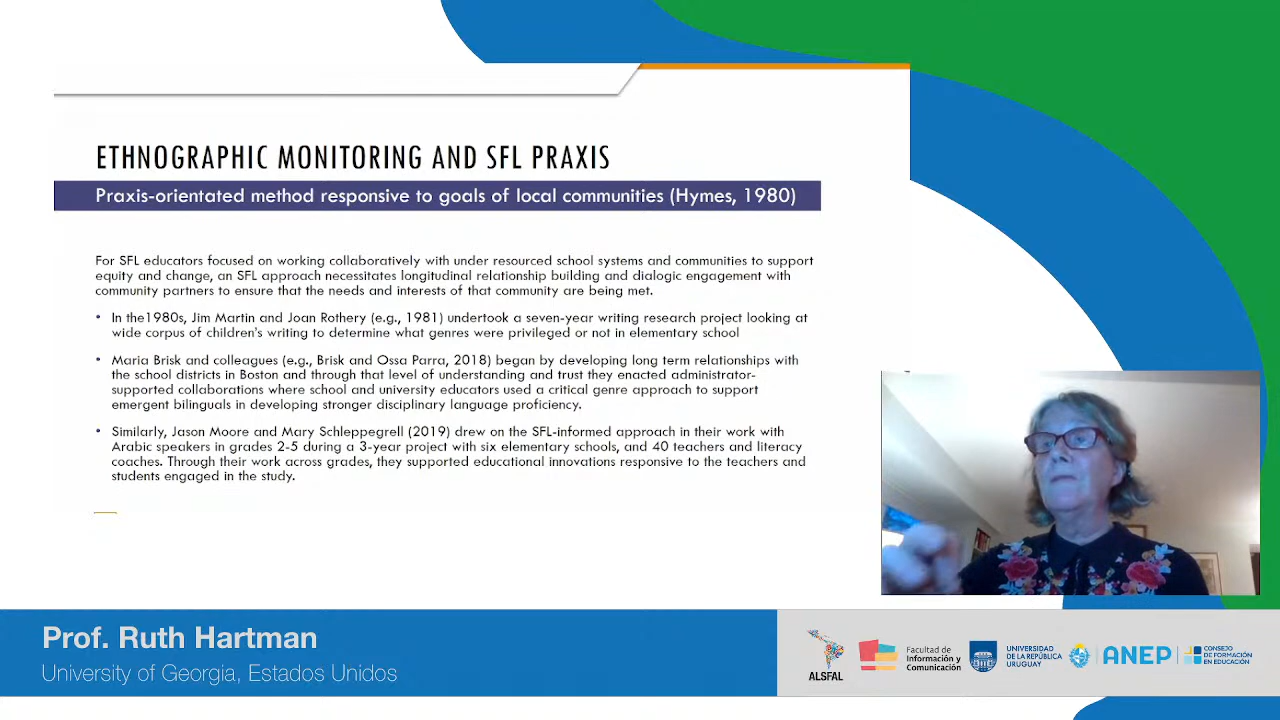 ETHNOGRAPHIC MONITORING AND SFL PRAXIS
Praxis-orientated method responsive to goals of local communities (Hymes, 1980)
For SFL educators focused on working collaboratively with under resourced school systems and communities to support
equity and change, an SFL approach necessitates longitudinal relationship building and dialogic engagement with
community partners to ensure that the needs and interests of that community are being met.
• In the1980s, Jim Martin and Joan Rothery (e.g., 1981) undertook a seven-year writing research project looking at
wide corpus of children's writing to determine what genres were privileged or not in elementary school
• Maria Brisk and colleagues (e.g., Brisk and Ossa Parra, 2018) began by developing long term relationships with
the school districts in Boston and through that level of understanding and trust they enacted administrator-
supported collaborations where school and university educators used a critical genre approach to support
emergent bilinguals in developing stronger disciplinary language proficiency.
• Similarly, Jason Moore and Mary Schleppegrell (2019) drew on the SFL-informed approach in their work with
Arabic speakers in grades 2-5 during a 3-year project with six elementary schools, and 40 teachers and literacy
coaches. Through their work across grades, they supported educational innovations responsive to the teachers and
students engaged in the study.
Prof. Ruth Hartman
University of Georgia, Estados Unidos
ALSFAL
Facultad de
Información y
Comunicación
UNIVERSIDAD
DE LA REPÚBLICA
URUGUAY
ANEP
CONSEJO
DE FORMACIÓN
EN EDUCACIÓN